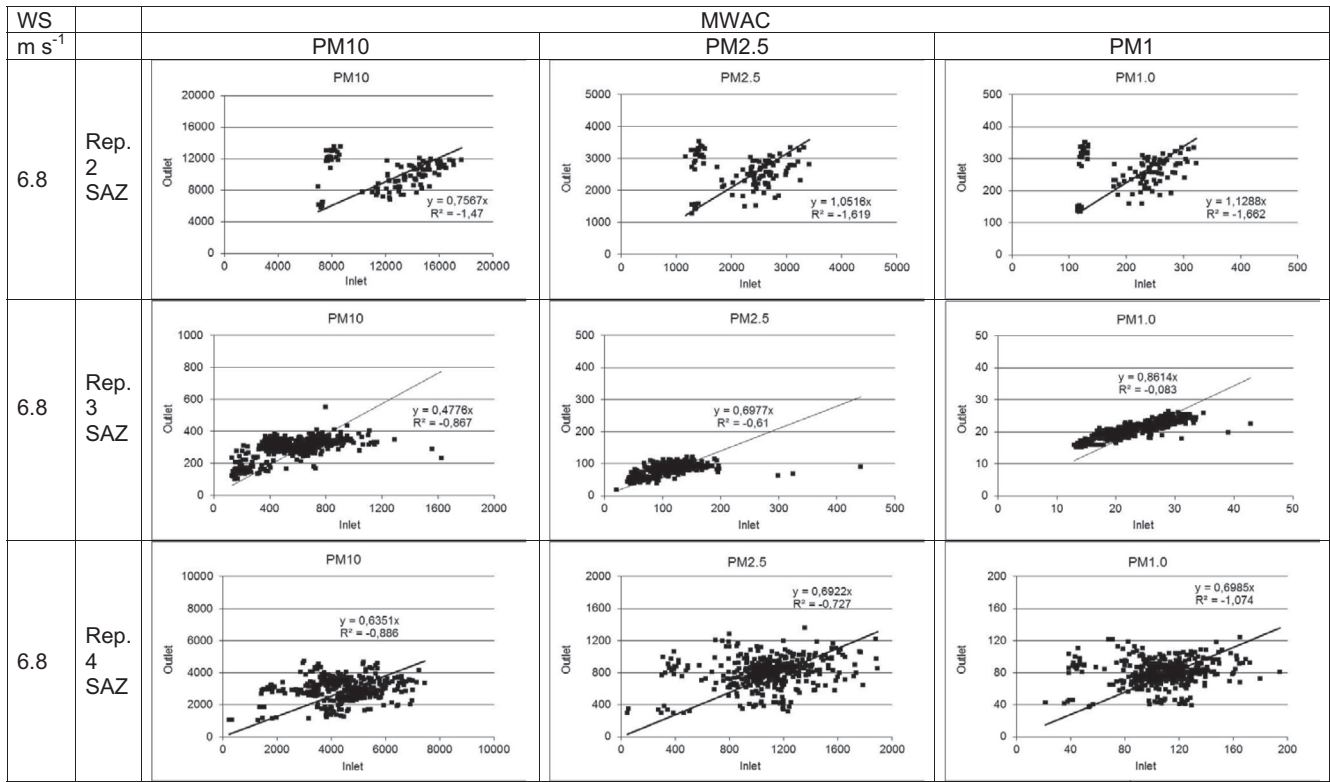 WS MWAC
m s-1 PM10 PM2.5 PM1
6.8
Rep.
2
SAZ
PM10
20000
16000
12000
8000
4000
0
Outlet
y = 0,7567x
R² = -1,47
0 4000 8000 12000 16000 20000
Inlet
PM2.5
5000
4000
3000
2000
1000
0
Outlet
y = 1,0516x
R² = -1,619
0 1000 2000 3000 4000 5000
Inlet
PM1.0
500
400
300
200
100
0
Outlet
y = 1,1288x
R² = -1,662
0 100 200 300 400 500
Inlet
6.8
Rep.
3
SAZ
PM10
1000
800
600
400
200
0
Outlet
y = 0,4776x
R² = -0,867
0 400 800 1200 1600 2000
Inlet
PM2.5
500
400
300
200
100
0
Outlet
y = 0,6977x
R² = -0,61
0 100 200 300 400 500
Inlet
PM1.0
50
40
30
20
10
0
Outlet
y = 0,8614x
R² = -0,083
0 10 20 30 40 50
Inlet
6.8
Rep.
4
SAZ
PM10
10000
8000
6000
4000
2000
0
Outlet
y = 0,6351x
R² = -0,886
0 2000 4000 6000 8000 10000
Inlet
PM2.5
2000
1600
1200
800
400
0
Outlet
y = 0,6922x
R² = -0,727
0 400 800 1200 1600 2000
Inlet
PM1.0
200
160
120
80
40
0
Outlet
y = 0,6985x
R² = -1,074
0 40 80 120 160 200
Inlet